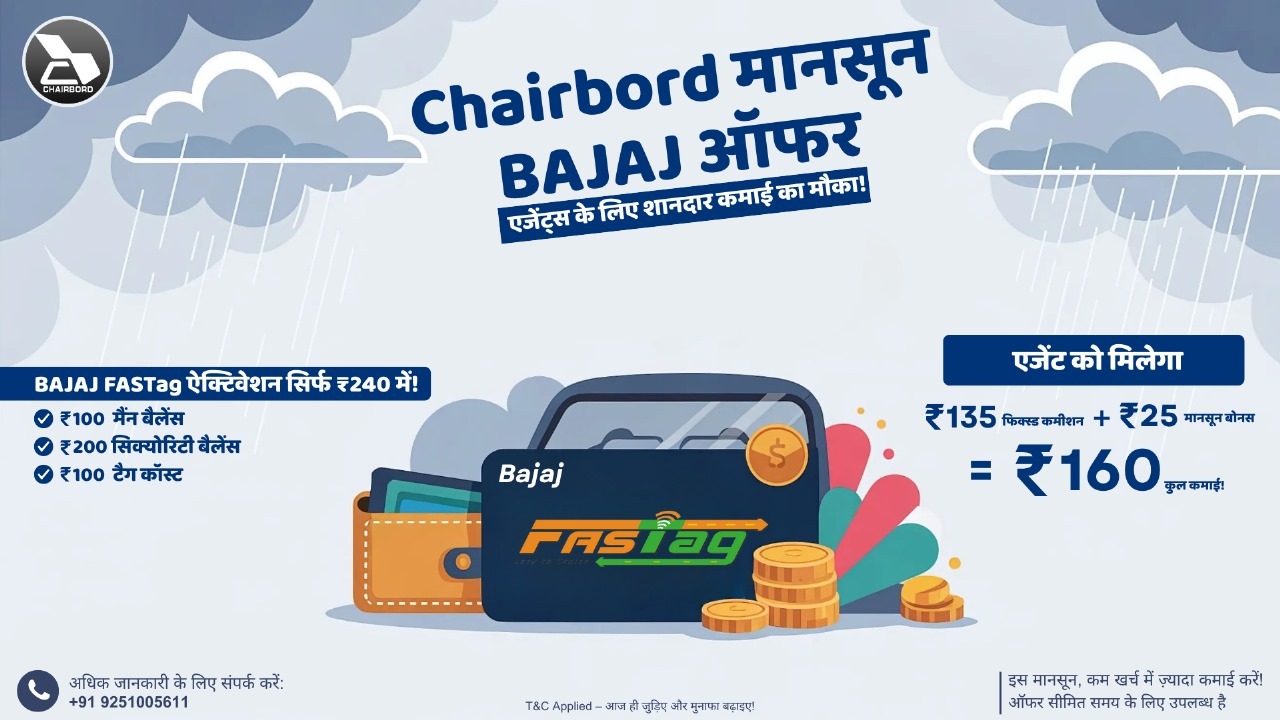 CHAIRBORD
Chairbord मानसून
BAJAJ ऑफर
एजेंट्स के लिए शानदार कमाई का मौका!
BAJAJ FASTag ऐक्टिवेशन सिर्फ ₹240 में!
₹100 मैंन बैलेंस
₹200 सिक्योरिटी बैलेंस
₹100 टैग कॉस्ट
एजेंट को मिलेगा
₹135 फिक्स्ड कमीशन + ₹25 मानसून बोनस
= ₹160 कुल कमाई!
Bajaj
FASTag
अधिक जानकारी के लिए संपर्क करें:
+91 9251005611
T&C Applied – आज ही जुड़िए और मुनाफा बढ़ाइए!
इस मानसून, कम खर्च में ज़्यादा कमाई करें!
ऑफर सीमित समय के लिए उपलब्ध है